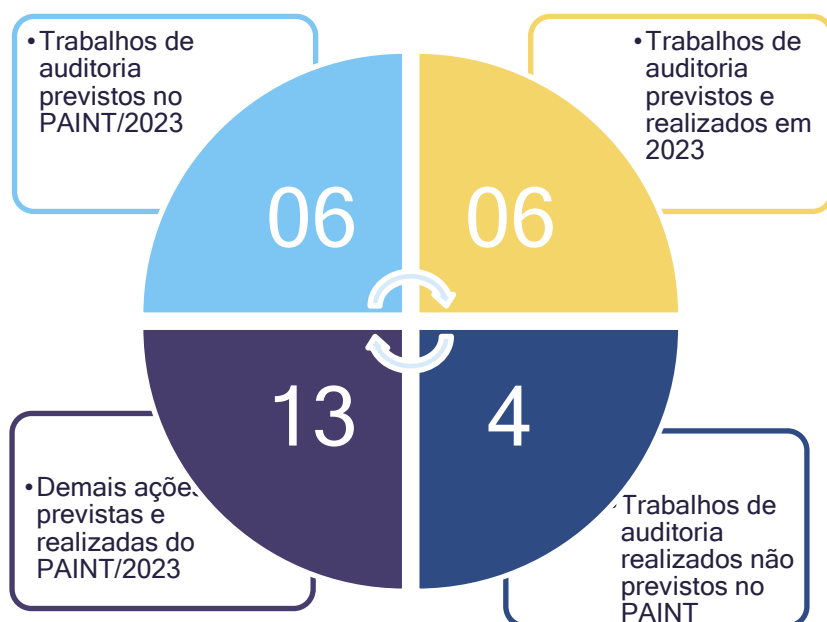 •Trabalhos de
auditoria
previstos no
PAINT/2023
06
•Trabalhos de
auditoria
previstos e
realizados em
2023
06
•Demais ações
previstas e
realizadas do
PAINT/2023
13
Trabalhos de
auditoria
realizados não
previstos no
PAINT
4